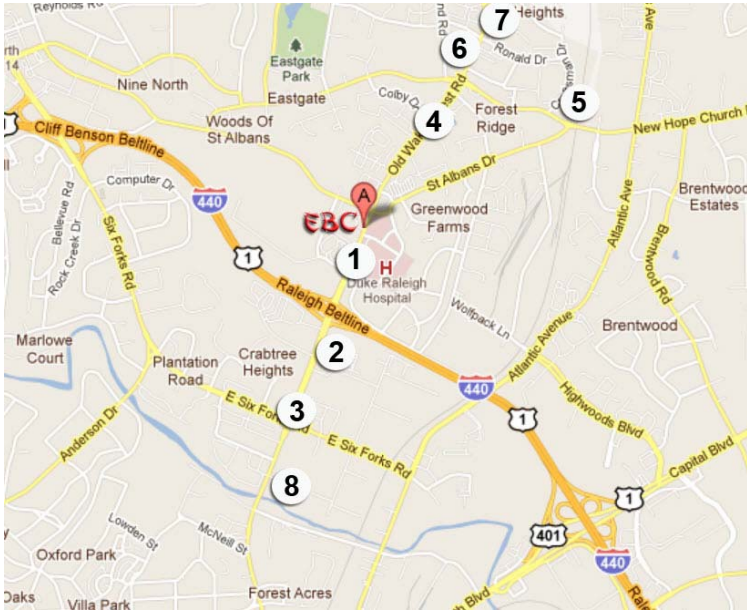 Reynolds Rd
Heights
7
6
Ronald Dr
Eastgate
Park
Nine North
Eastgate
Colby Dr
5
14
Woods Of
St Albans
4
Forest
Ridge
New Hope Church
1
Cliff Benson Beltline
Old
St Albans Dr
Computer Dr
Bellevue Rd
Rock Creek Dr
Six Forks Rd
440
A
EBC
Greenwood
Farms
Atlantic Ave
Brentwood
Estates
Brentwood Rd
1
1
H
Duke Raleigh
Hospital
Raleigh Beltline
Wolfpack Ln
Atlantic Avenue
Marlowe
Court
Plantation
Road
Crabtree
Heights
2
Brentwood
440
Highwoods Blvd
Anderson Dr
3
E Six Forks Rd
E Six Forks Rd
1
Capital Blvd
8
1
401
Lowden St
McNeill St
Oxford Park
440
Oaks
Villa Park
Forest Acres
Blvd